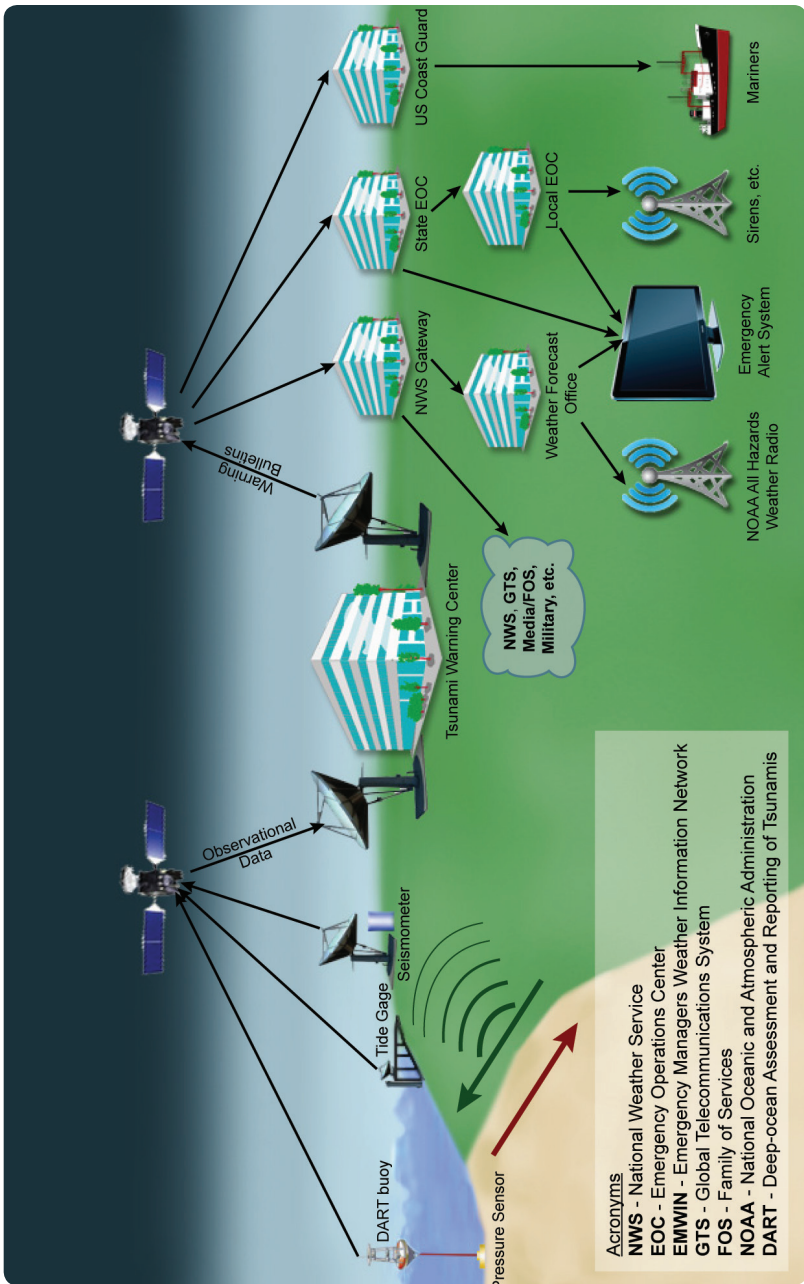 Observational
Data
Warning
Bulletins
DART buoy
Pressure Sensor
Tide Gage
Seismometer
Tsunami Warning Center
NWS Gateway
State EOC
US Coast Guard
NWS, GTS,
Media/FOS,
Military, etc.
Weather Forecast
Office
Local EOC
NOAA All Hazards
Weather Radio
Emergency
Alert System
Sirens, etc.
Mariners
Acronyms
NWS - National Weather Service
EOC - Emergency Operations Center
EMWIN - Emergency Managers Weather Information Network
GTS - Global Telecommunications System
FOS - Family of Services
NOAA - National Oceanic and Atmospheric Administration
DART - Deep-ocean Assessment and Reporting of Tsunamis